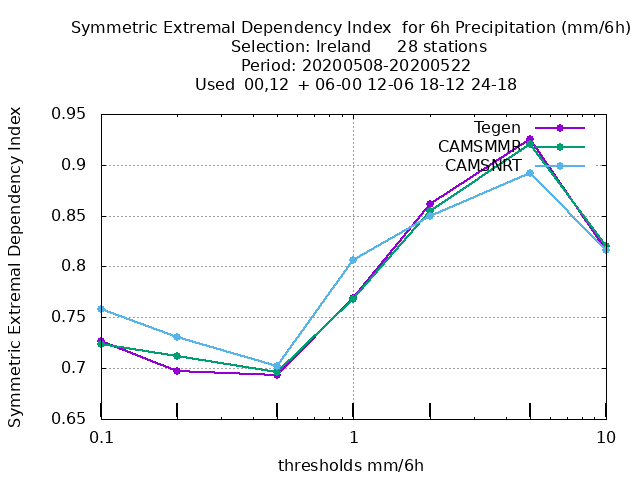 Symmetric Extremal Dependency Index  for 6h Precipitation (mm/6h)
Selection: Ireland     28 stations
Period: 20200508-20200522
Used  00,12  + 06-00 12-06 18-12 24-18
Symmetric Extremal Dependency Index
0.95
0.9
0.85
0.8
0.75
0.7
0.65
Tegen
CAMSMMR
CAMSNRT
0.1 1 10
thresholds mm/6h